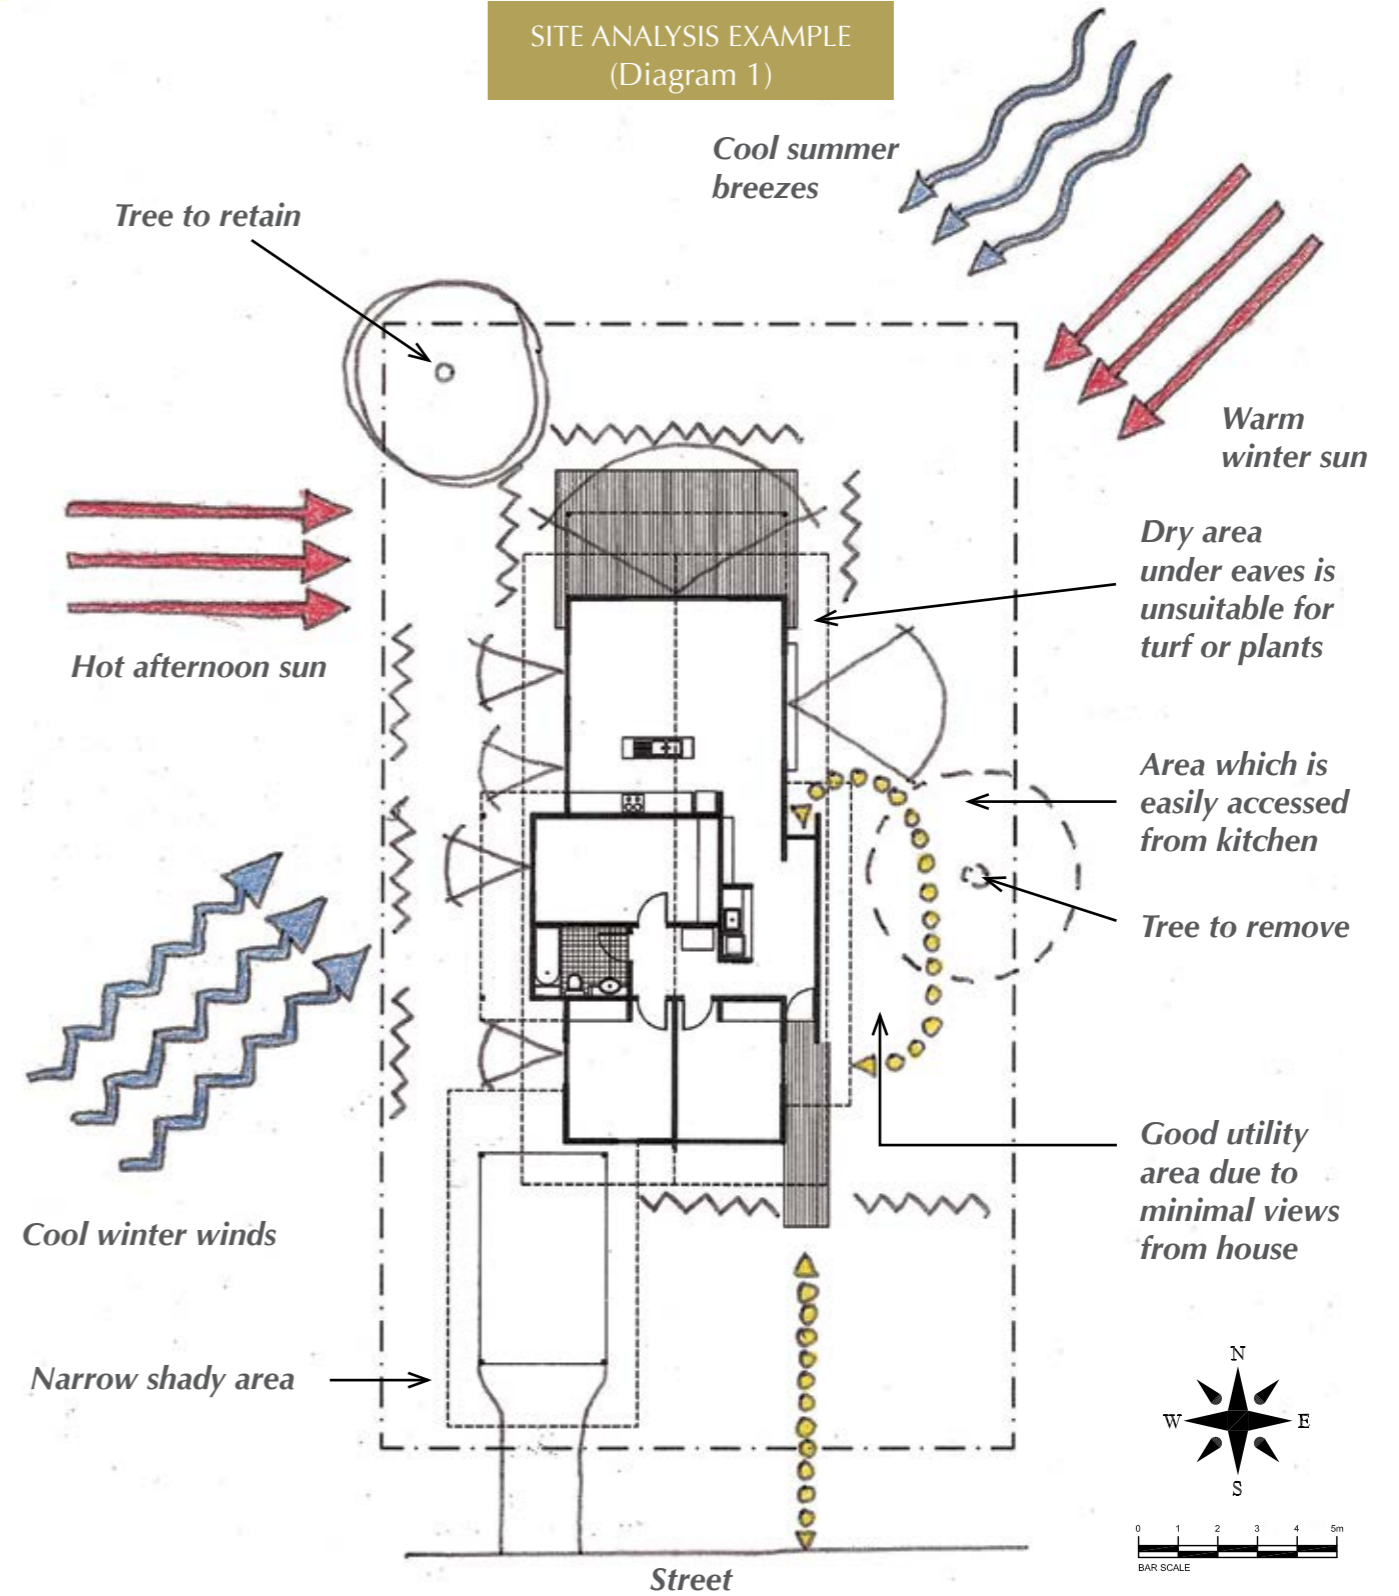 SITE ANALYSIS EXAMPLE
(Diagram 1)
Cool summer
breezes
Tree to retain
Warm
winter sun
Dry area
under eaves is
unsuitable for
turf or plants
Hot afternoon sun
Area which is
easily accessed
from kitchen
Tree to remove
Good utility
area due to
minimal views
from house
Cool winter winds
Narrow shady area
N
W E
S
0 1 2 3 4 5m
BAR SCALE
Street